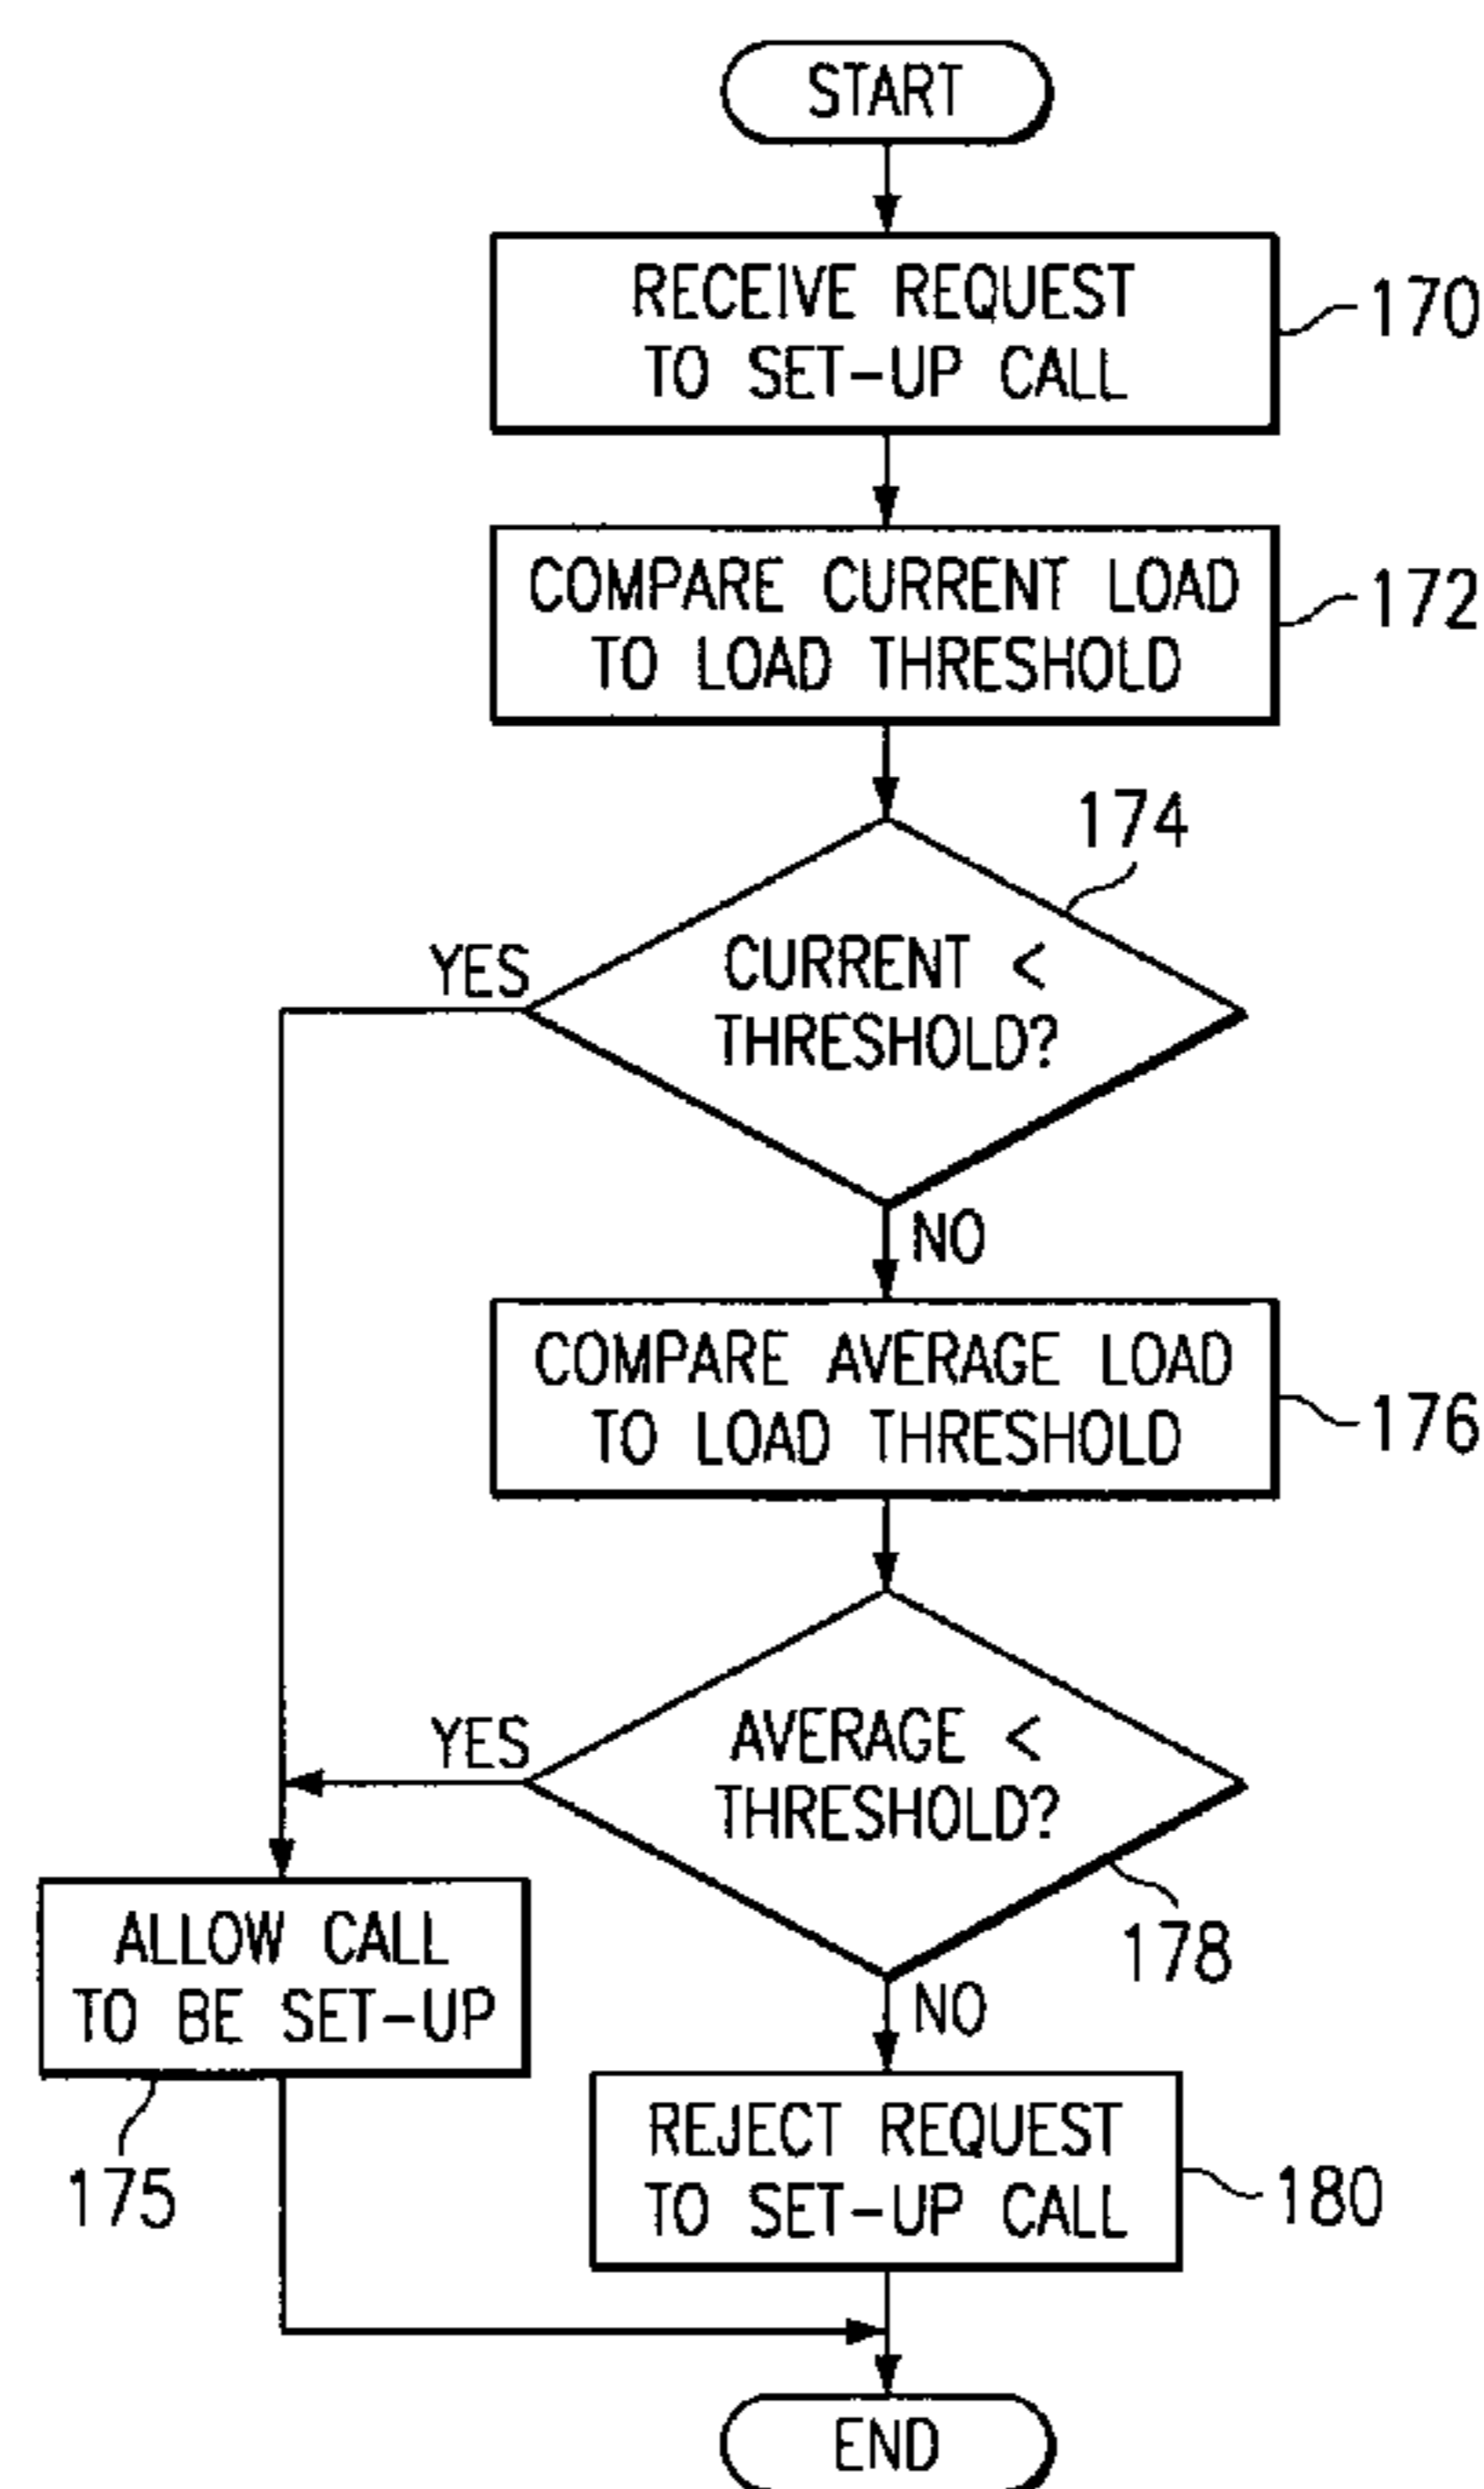 START
RECEIVE REQUEST
TO SET-UP CALL
170
COMPARE CURRENT LOAD
TO LOAD THRESHOLD
172
174
CURRENT <
THRESHOLD?
YES
NO
COMPARE AVERAGE LOAD
TO LOAD THRESHOLD
176
AVERAGE <
THRESHOLD?
YES
178
NO
ALLOW CALL
TO BE SET-UP
175
REJECT REQUEST
TO SET-UP CALL
180
END